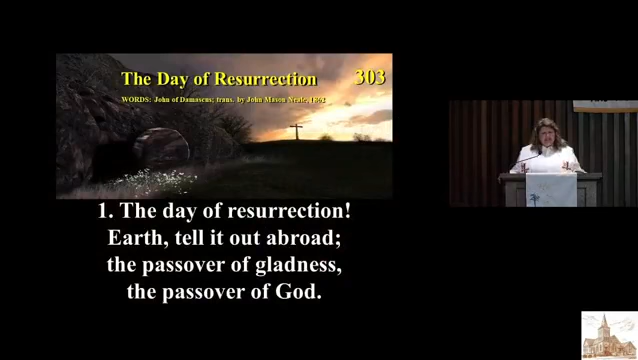 The Day of Resurrection 303
WORDS: John of Damascus; trans. by John Mason Neale, 1862
1. The day of resurrection!
Earth, tell it out abroad;
the passover of gladness,
the passover of God.